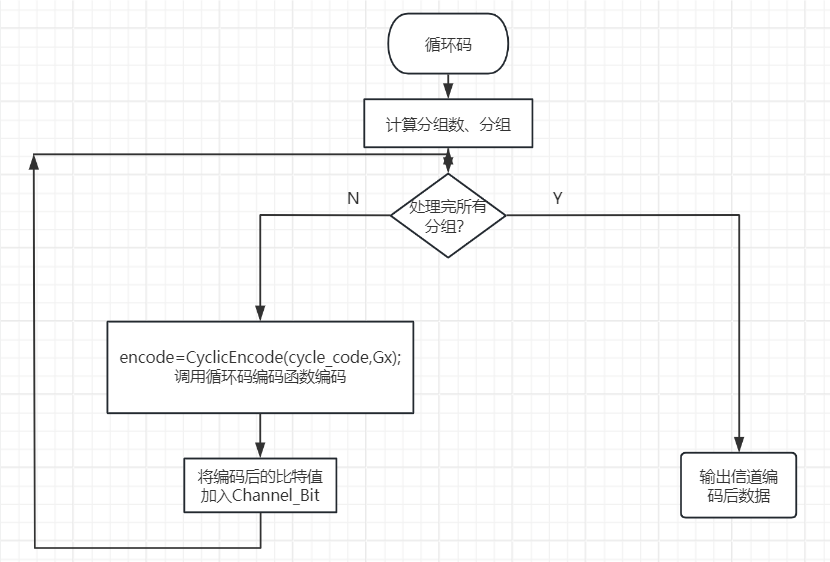 循环码
计算分组数、分组
N
Y
处理完所有
分组?
encode=CyclicEncode(cycle_code,Gx);
调用循环码编码函数编码
将编码后的比特值
加入Channel_Bit
输出信道编
码后数据